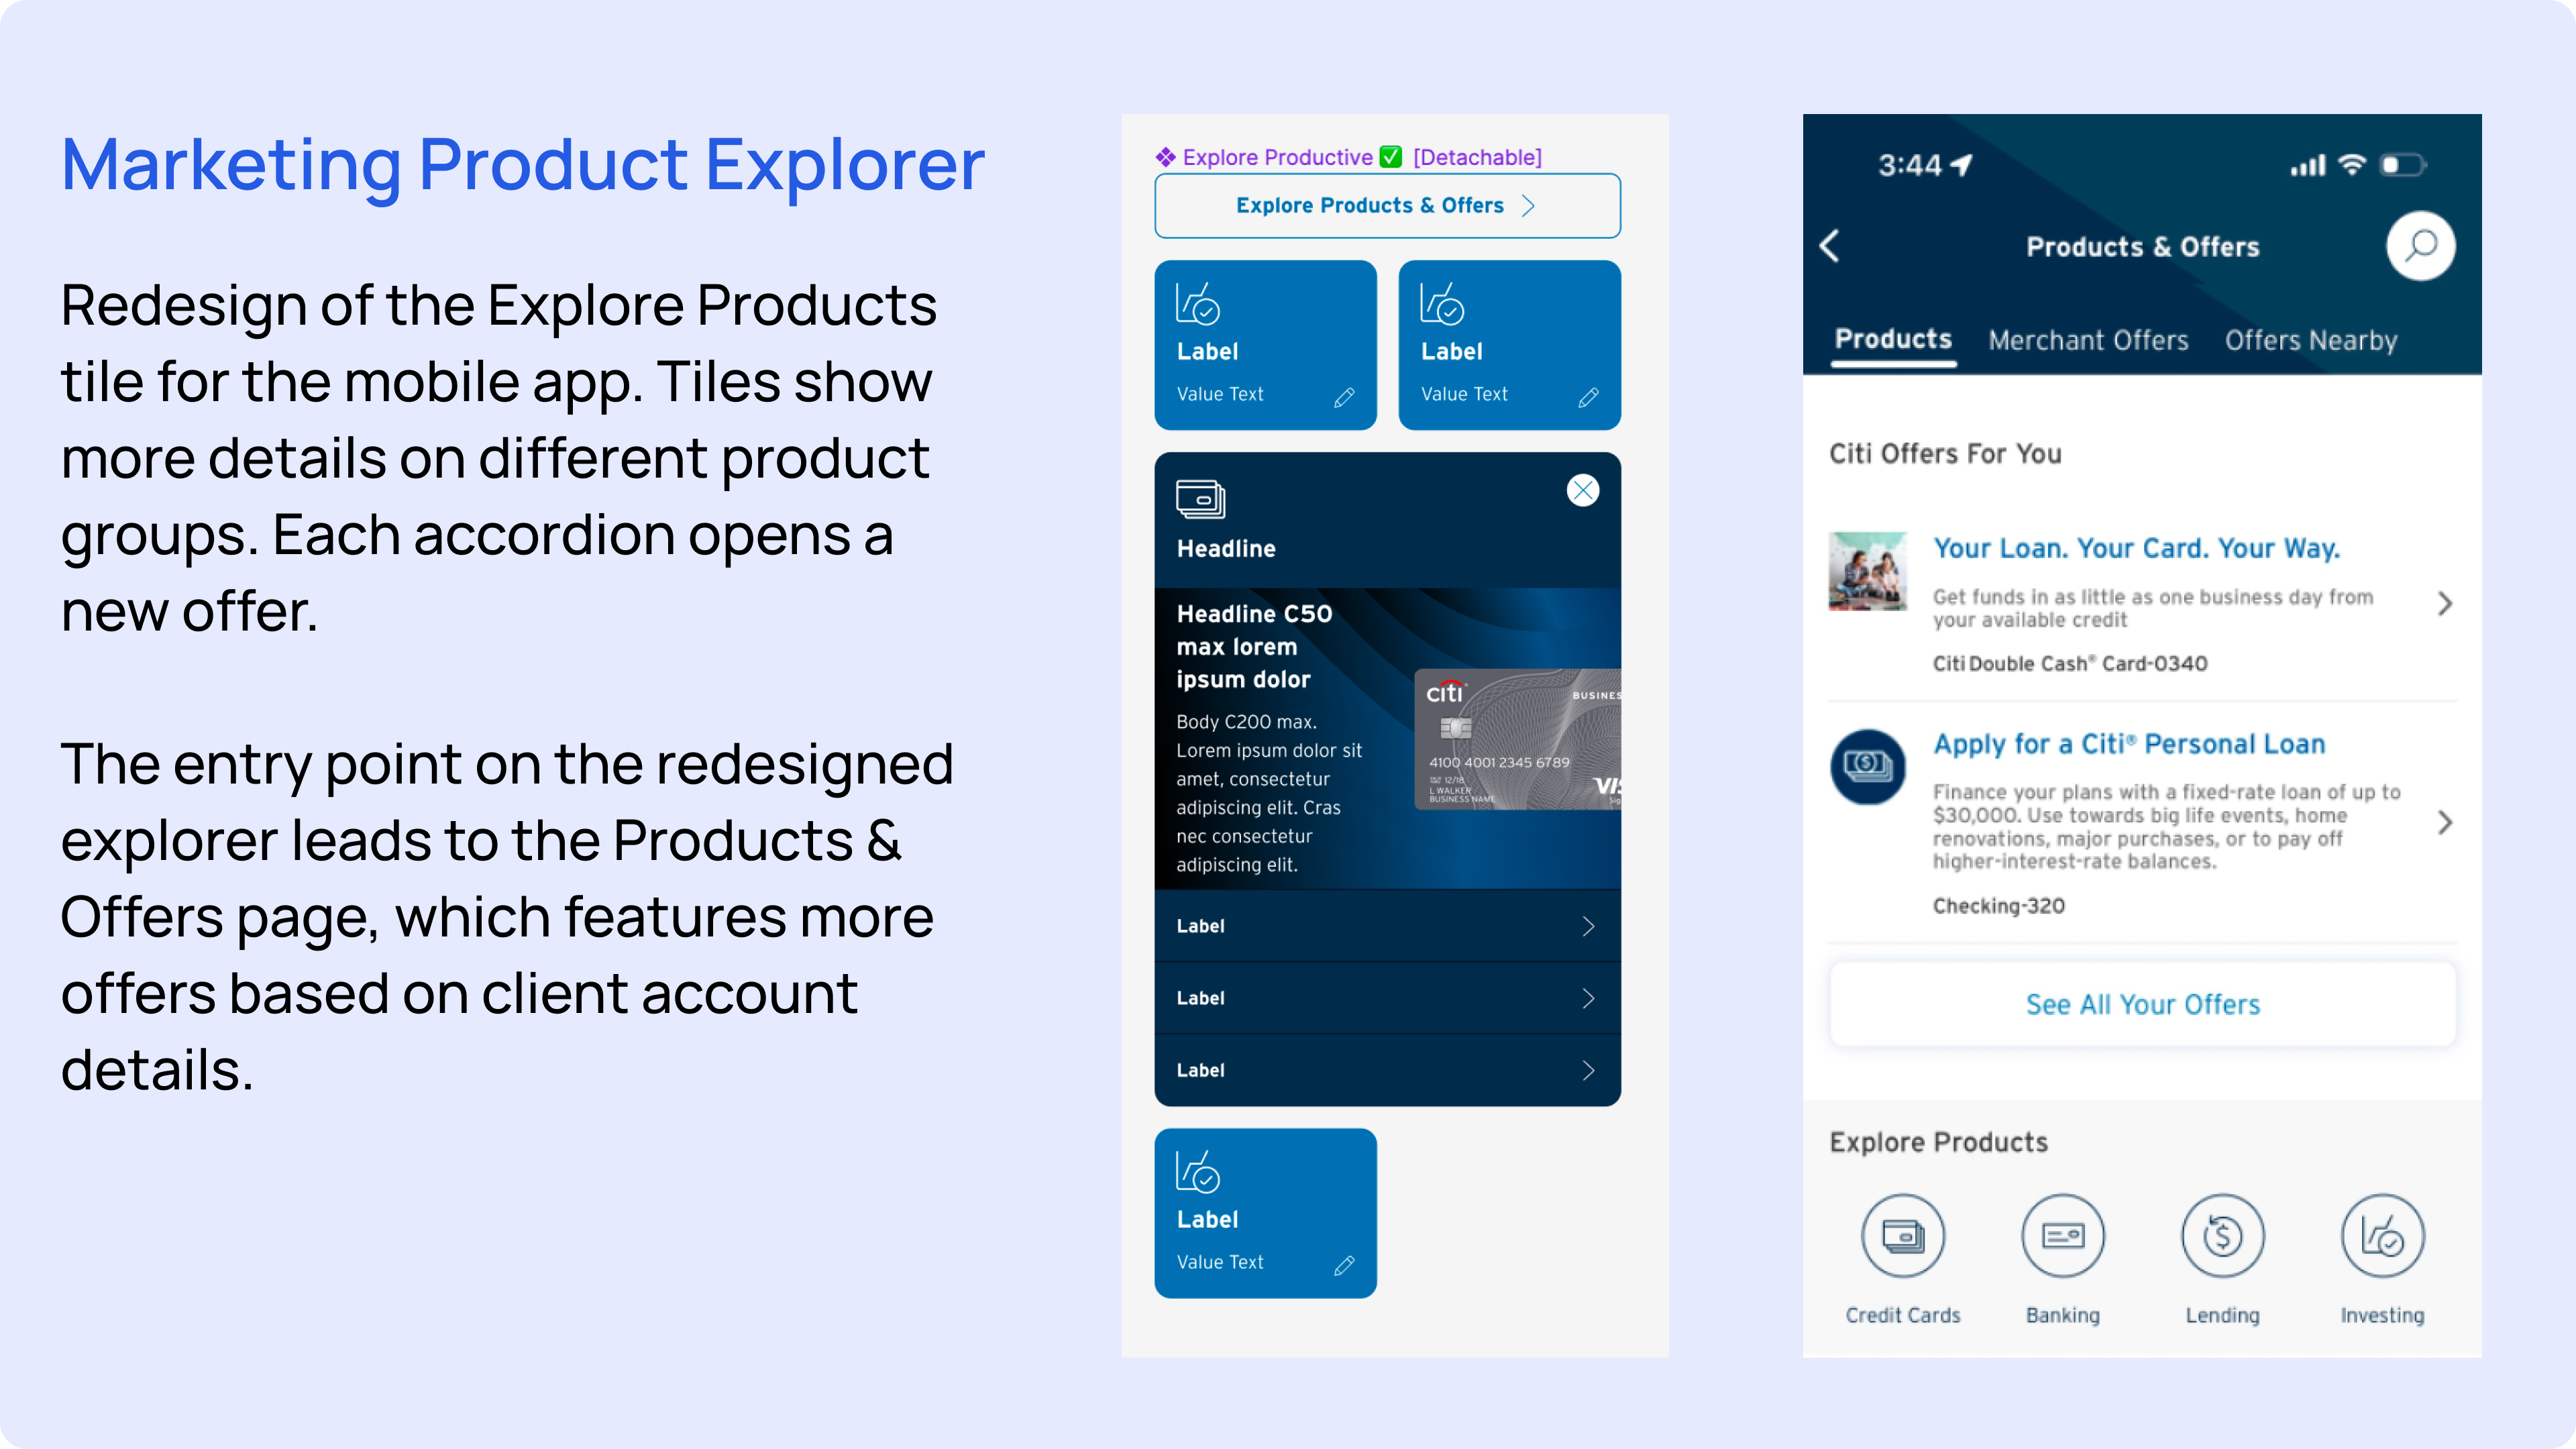 Marketing Product Explorer
Redesign of the Explore Products
tile for the mobile app. Tiles show
more details on different product
groups. Each accordion opens a
new offer.
The entry point on the redesigned
explorer leads to the Products &
Offers page, which features more
offers based on client account
details.
Explore Productive ✅ [Detachable]
Explore Products & Offers
Label
Value Text
Label
Value Text
Headline
Headline C50
max lorem
ipsum dolor
Body C200 max.
Lorem ipsum dolor sit
amet, consectetur
adipiscing elit. Cras
nec consectetur
adipiscing elit.
citi
BUSINES
4100 4001 2345 6789
12/18
L WALKER
BUSINESS NAME
VIS
Sig
Label
Label
Label
Label
Value Text
3:44
Products & Offers
Products Merchant Offers Offers Nearby
Citi Offers For You
Your Loan. Your Card. Your Way.
Get funds in as little as one business day from
your available credit
Citi Double Cash® Card-0340
Apply for a Citi® Personal Loan
Finance your plans with a fixed-rate loan of up to
$30,000. Use towards big life events, home
renovations, major purchases, or to pay off
higher-interest-rate balances.
Checking-320
See All Your Offers
Explore Products
Credit Cards Banking Lending Investing